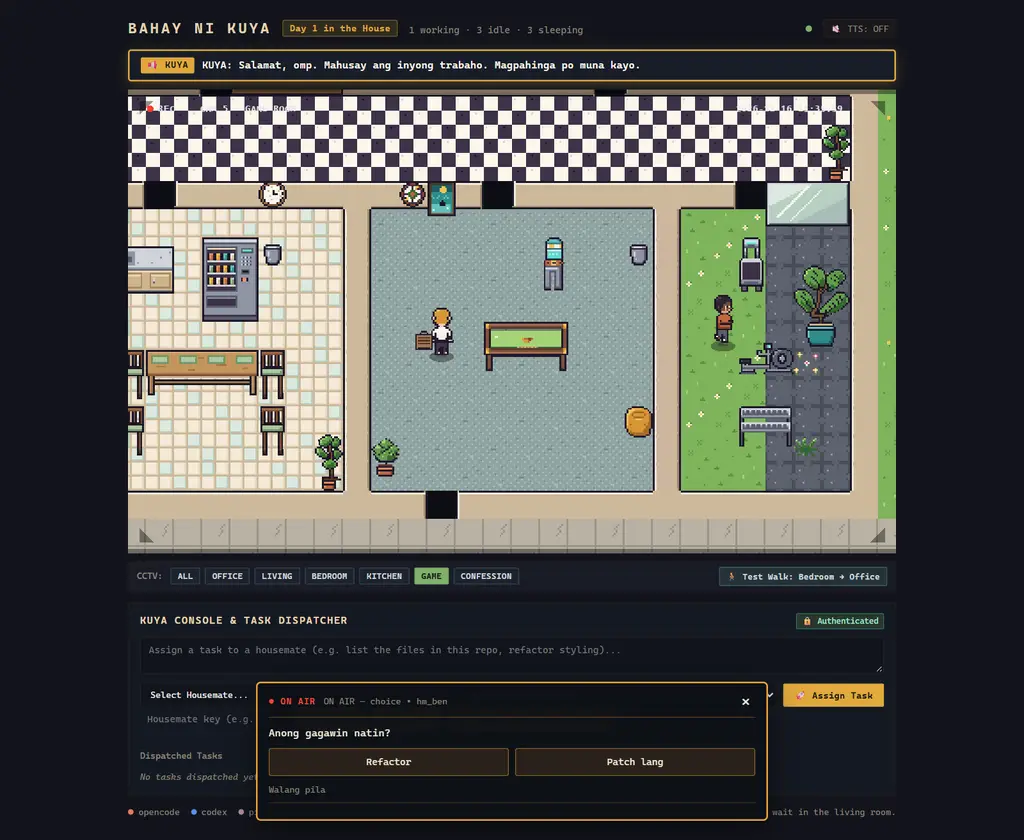 BAHAY NI KUYA
Day 1 in the House
1 working · 3 idle · 3 sleeping
TTS: OFF
KUYA
KUYA: Salamat, omp. Mahusay ang inyong trabaho. Magpahinga po muna kayo.
CCTV:
ALL
OFFICE
LIVING
BEDROOM
KITCHEN
GAME
CONFESSION
Test Walk: Bedroom → Office
KUYA CONSOLE & TASK DISPATCHER
Authenticated
Assign a task to a housemate (e.g. list the files in this repo, refactor styling)...
Select Housemate...
Assign Task
Housemate key (e.g.
Dispatched Tasks
No tasks dispatched yet
ON AIR
ON AIR — choice • hm_ben
×
Anong gagawin natin?
Refactor
Patch lang
Walang pila
opencode
codex
wait in the living room.